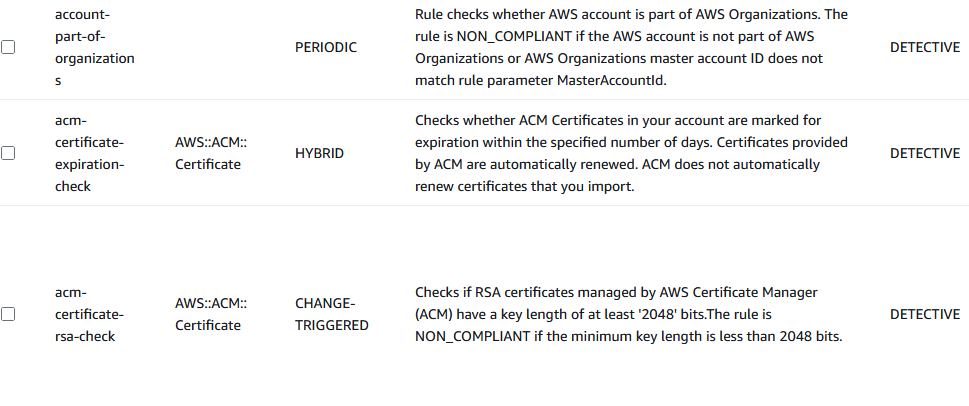 account-
part-of-
organization
s
PERIODIC
Rule checks whether AWS account is part of AWS Organizations. The
rule is NON_COMPLIANT if the AWS account is not part of AWS
Organizations or AWS Organizations master account ID does not
match rule parameter MasterAccountId.
DETECTIVE
acm-
certificate-
expiration-
check
AWS::ACM::
Certificate
HYBRID
Checks whether ACM Certificates in your account are marked for
expiration within the specified number of days. Certificates provided
by ACM are automatically renewed. ACM does not automatically
renew certificates that you import.
DETECTIVE
acm-
certificate-
rsa-check
AWS::ACM::
Certificate
CHANGE-
TRIGGERED
Checks if RSA certificates managed by AWS Certificate Manager
(ACM) have a key length of at least '2048' bits.The rule is
NON_COMPLIANT if the minimum key length is less than 2048 bits.
DETECTIVE